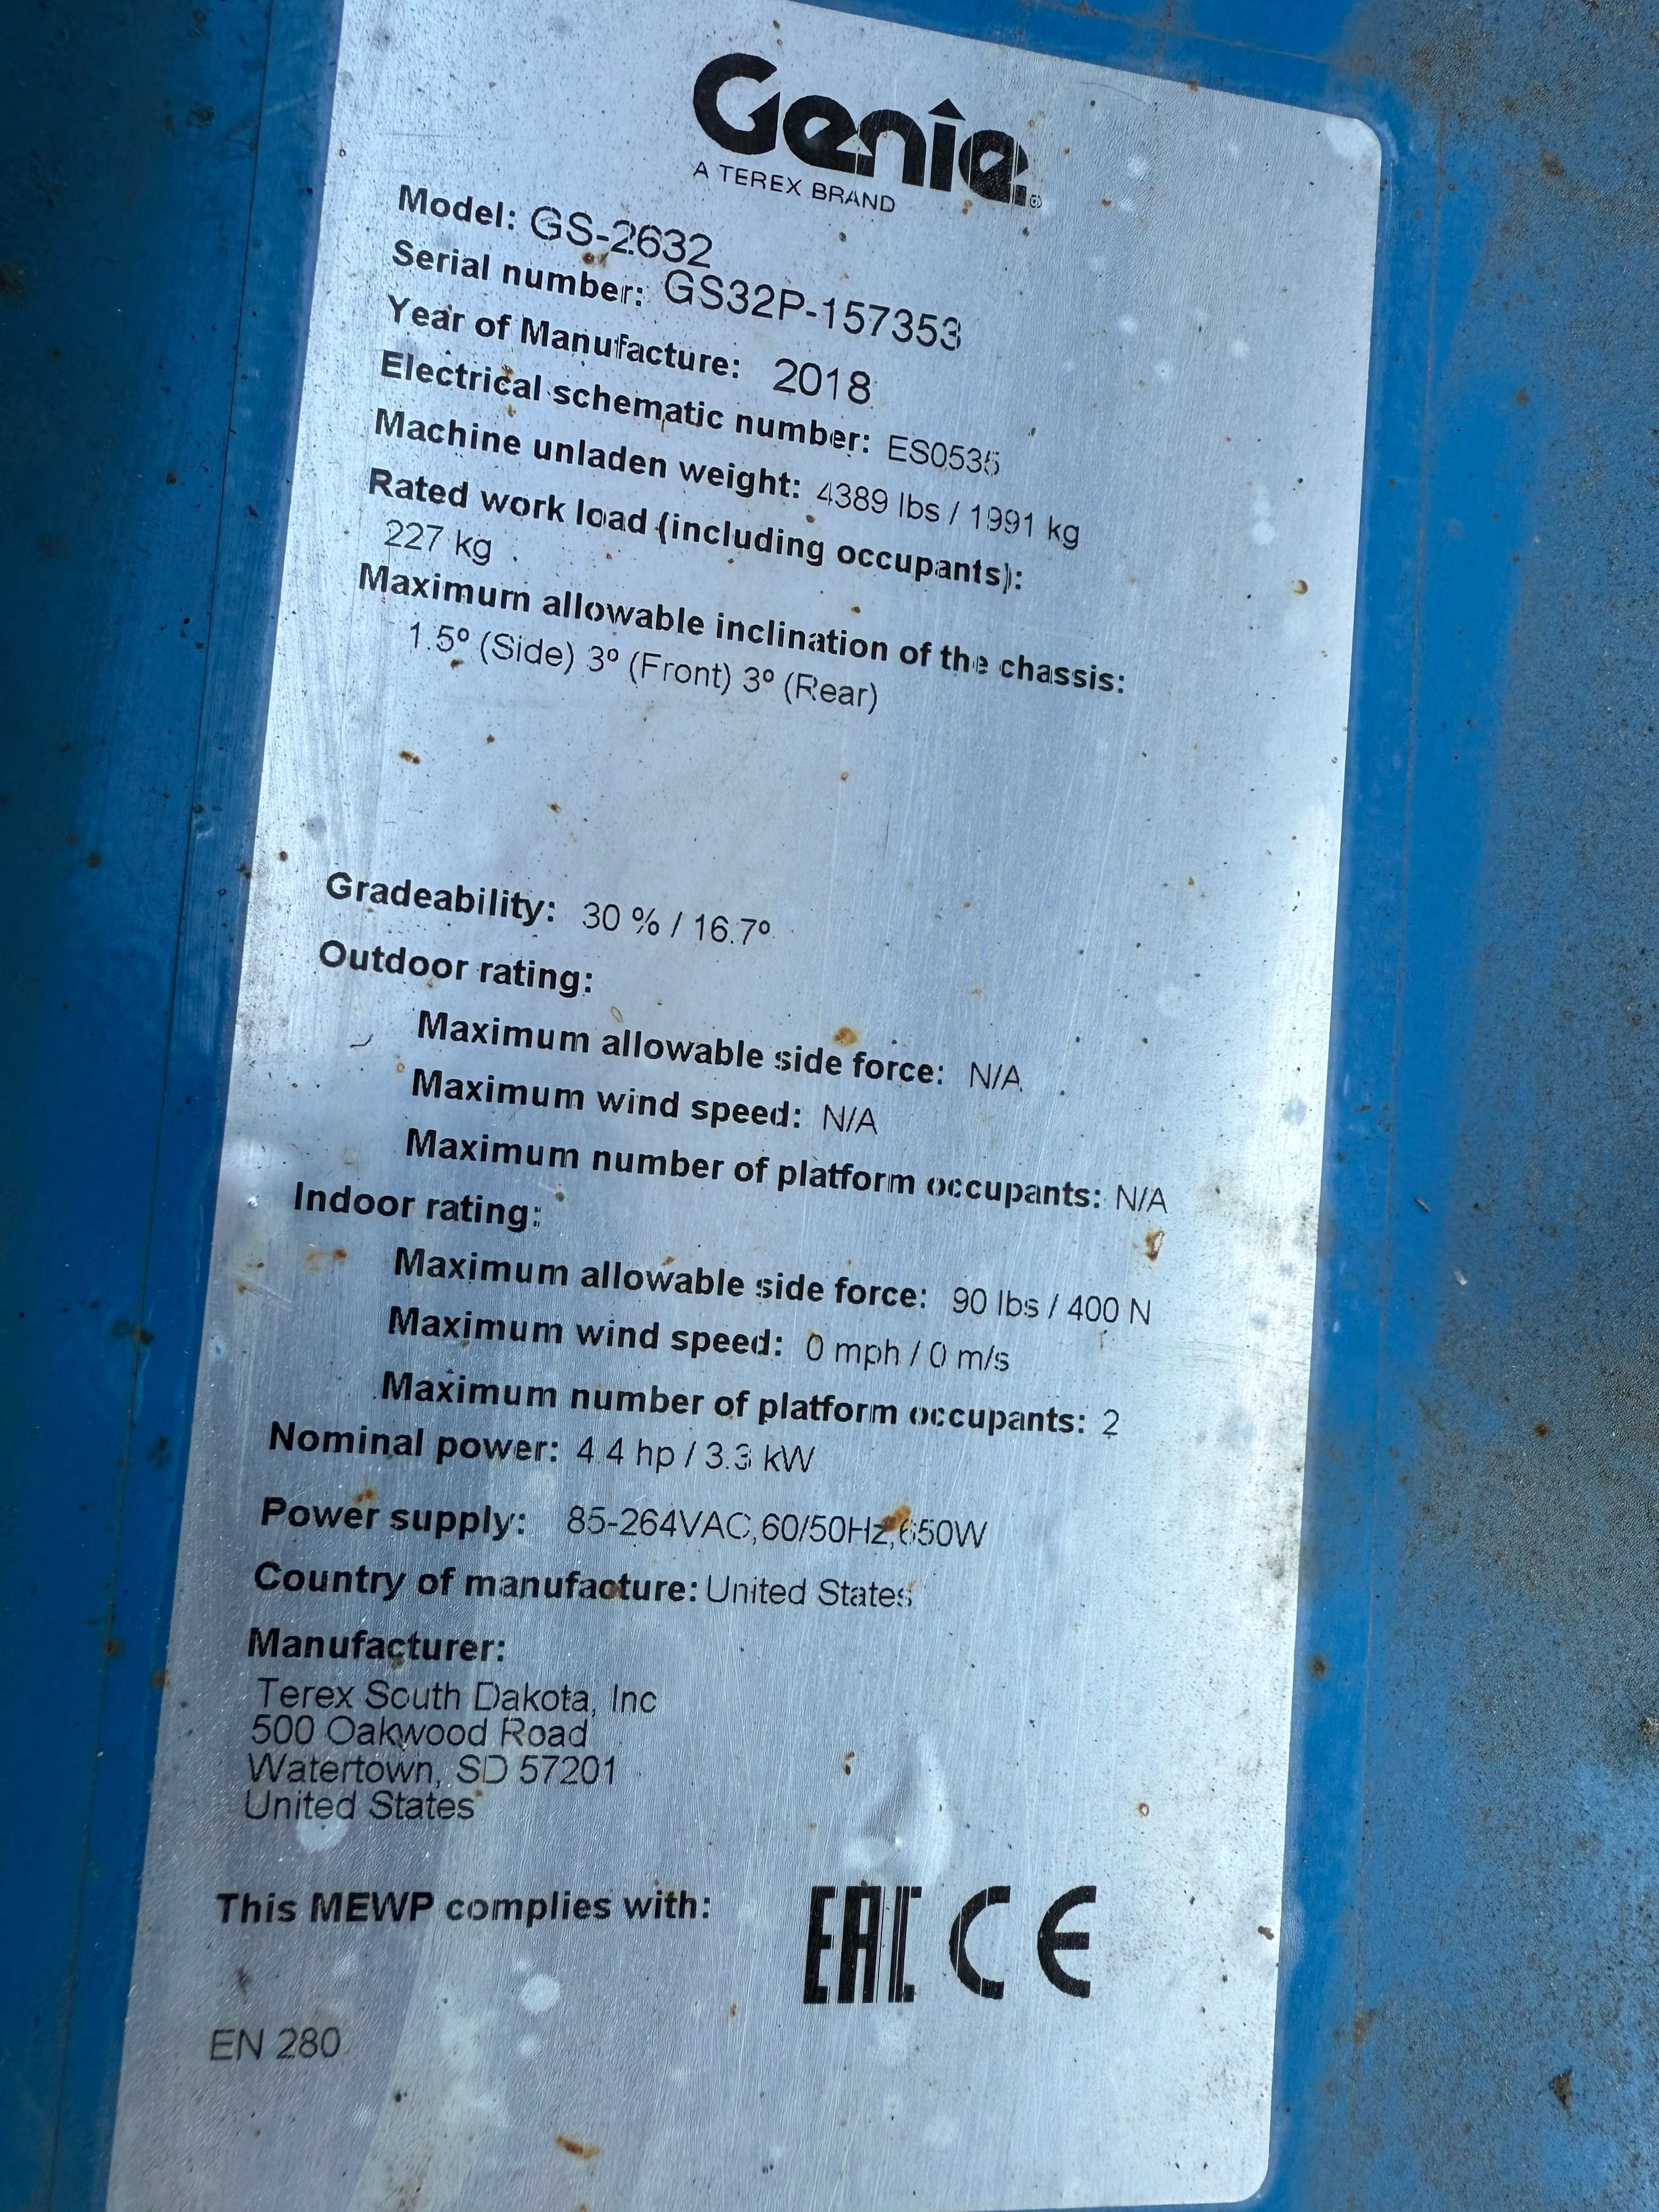 Genie®
A TEREX BRAND
Model: GS-2632
Serial number: GS32P-157353
Year of Manufacture: 2018
Electrical schematic number: ES0535
Machine unladen weight: 4389 lbs / 1991 kg
Rated work load (including occupants):
227 kg
Maximum allowable inclination of the chassis:
1.5º (Side) 3º (Front) 3º (Rear)
Gradeability: 30 % / 16.7º
Outdoor rating:
Maximum allowable side force: N/A
Maximum wind speed: N/A
Maximum number of platform occupants: N/A
Indoor rating:
Maximum allowable side force: 90 lbs / 400 N
Maximum wind speed: 0 mph / 0 m/s
Maximum number of platform occupants: 2
Nominal power: 4.4 hp / 3.3 kW
Power supply: 85-264VAC,60/50Hz,650W
Country of manufacture: United States
Manufacturer:
Terex South Dakota, Inc
500 Oakwood Road
Watertown, SD 57201
United States
This MEWP complies with: EAC CE
EN 280